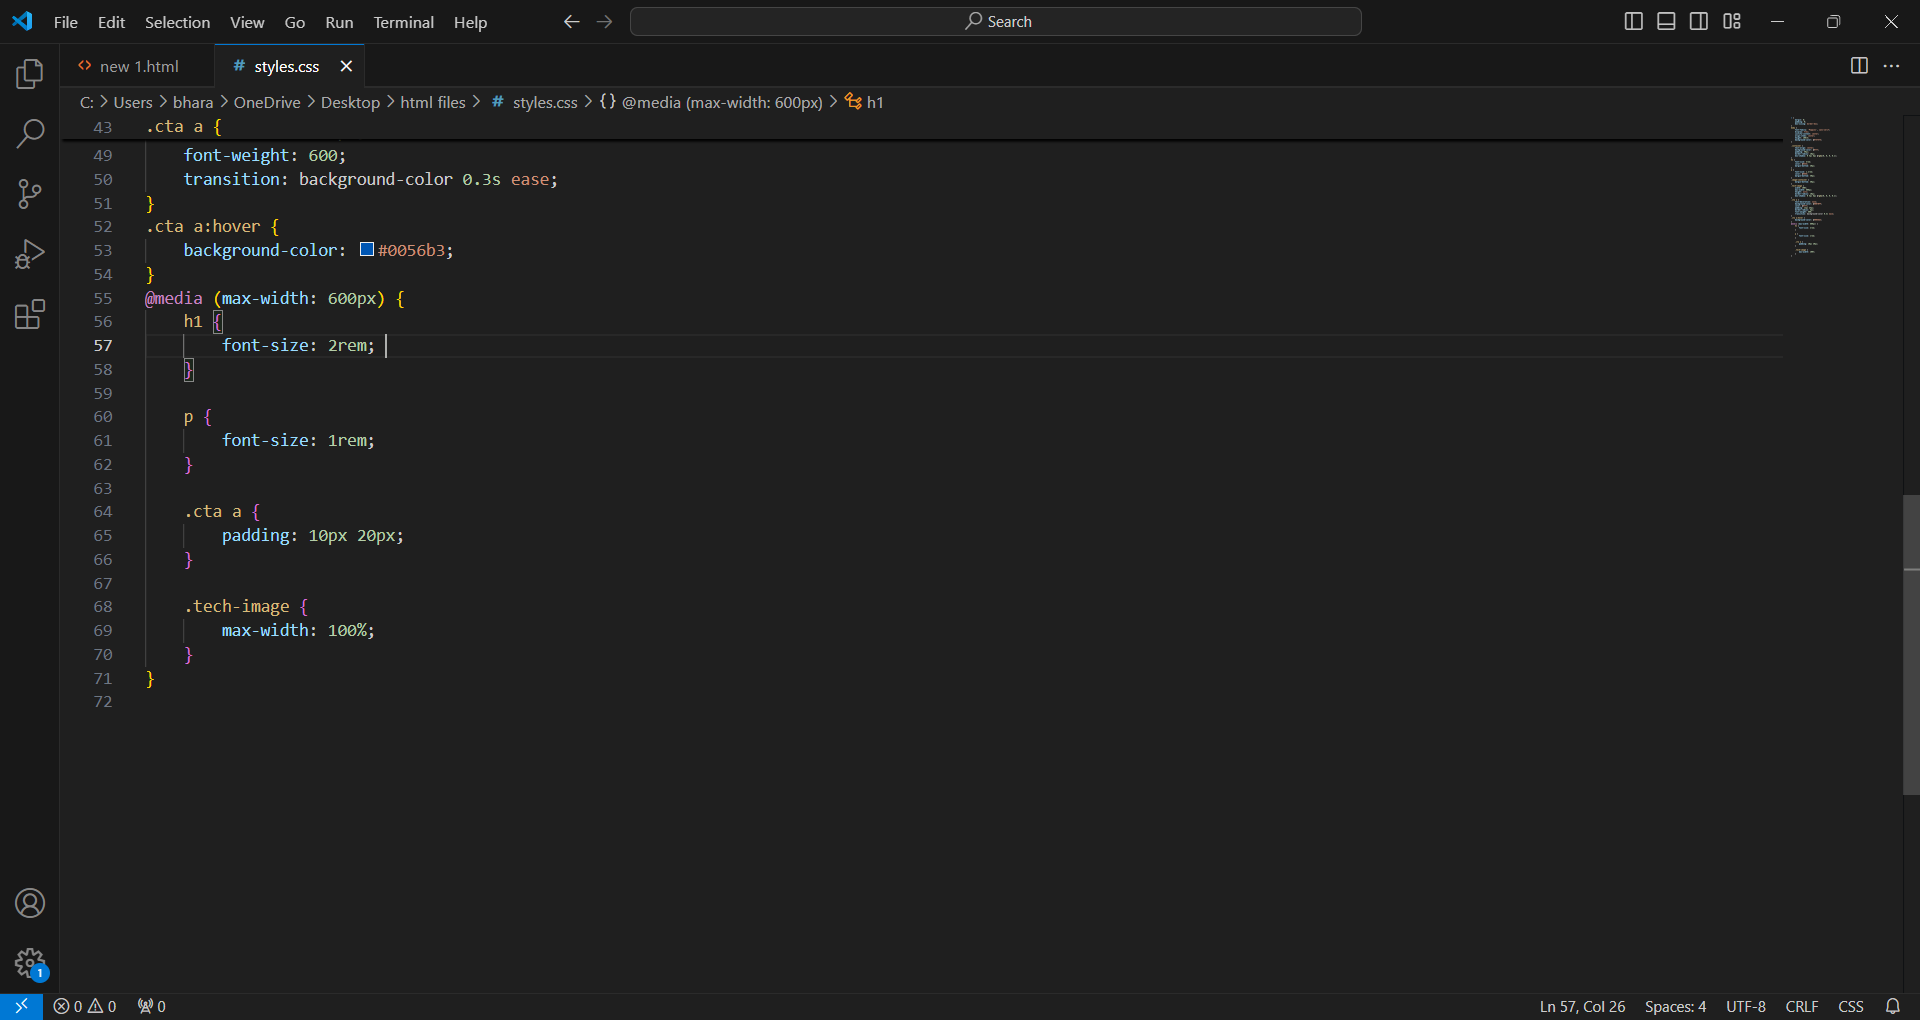 File Edit Selection View Go Run Terminal Help Search
new 1.html styles.css
C: Users bhara OneDrive Desktop html files # styles.css {} @media (max-width: 600px) h1
43 .cta a {
49 font-weight: 600;
50 transition: background-color 0.3s ease;
51 }
52 .cta a:hover {
53 background-color: #0056b3;
54 }
55 @media (max-width: 600px) {
56 h1 {
57 font-size: 2rem;
58 }
59
60 p {
61 font-size: 1rem;
62 }
63
64 .cta a {
65 padding: 10px 20px;
66 }
67
68 .tech-image {
69 max-width: 100%;
70 }
71 }
72
1
0 0 0 Ln 57, Col 26 Spaces: 4 UTF-8 CRLF CSS